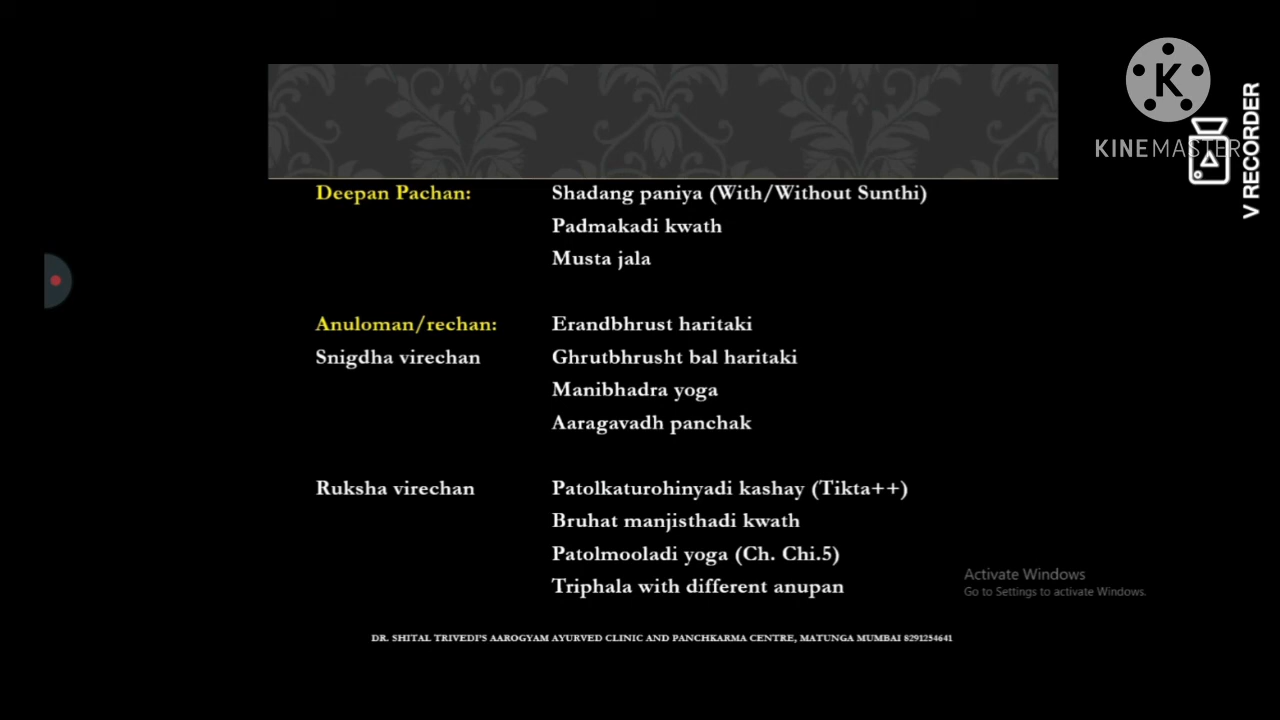 K
KINEMASTER
V RECORDER
Deepan Pachan: Shadang paniya (With/Without Sunthi)
Padmakadi kwath
Musta jala
Anuloman/rechan: Erandbhrust haritaki
Snigdha virechan Ghrutbhrusht bal haritaki
Manibhadra yoga
Aaragavadh panchak
Ruksha virechan Patolkaturohinyadi kashay (Tikta++)
Bruhat manjisthadi kwath
Patolmooladi yoga (Ch. Chi.5)
Triphala with different anupan
Activate Windows
Go to Settings to activate Windows.
DR. SHITAL TRIVEDI'S AAROGYAM AYURVED CLINIC AND PANCHKARMA CENTRE, MATUNGA MUMBAI 8291254641